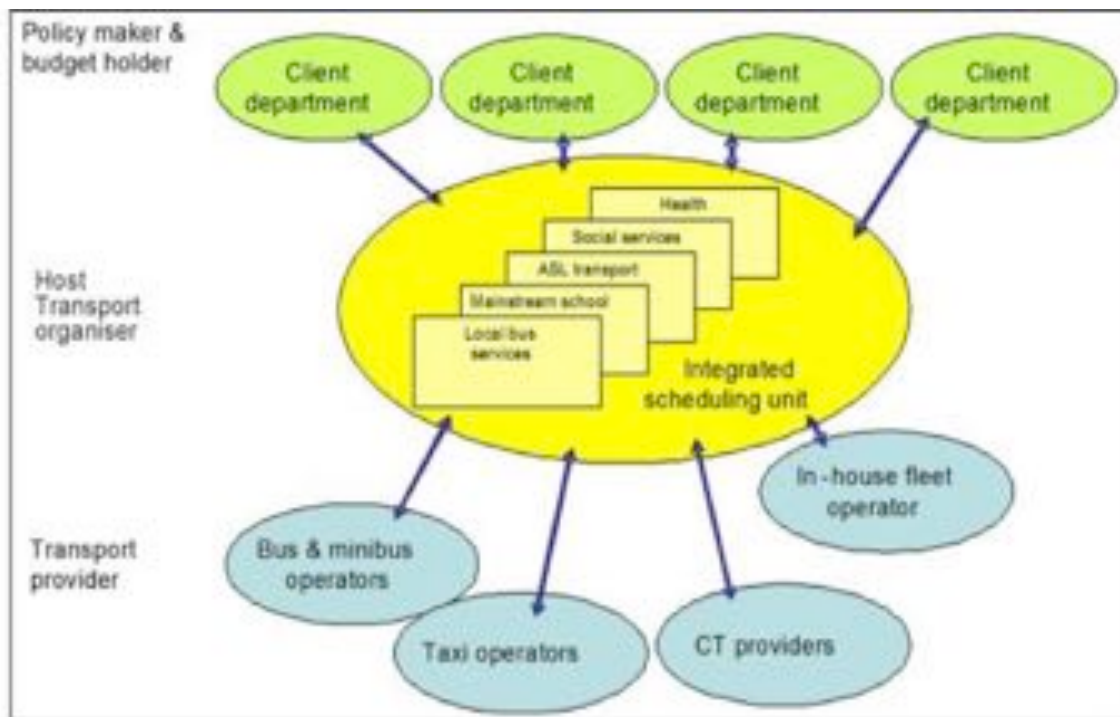 Policy maker &
budget holder
Client
department
Client
department
Client
department
Client
department
Health
Social services
ASL transport
Mainstream school
Local bus
services
Host
Transport
organiser
Integrated
scheduling unit
In-house fleet
operator
Transport
provider
Bus & minibus
operators
Taxi operators
CT providers